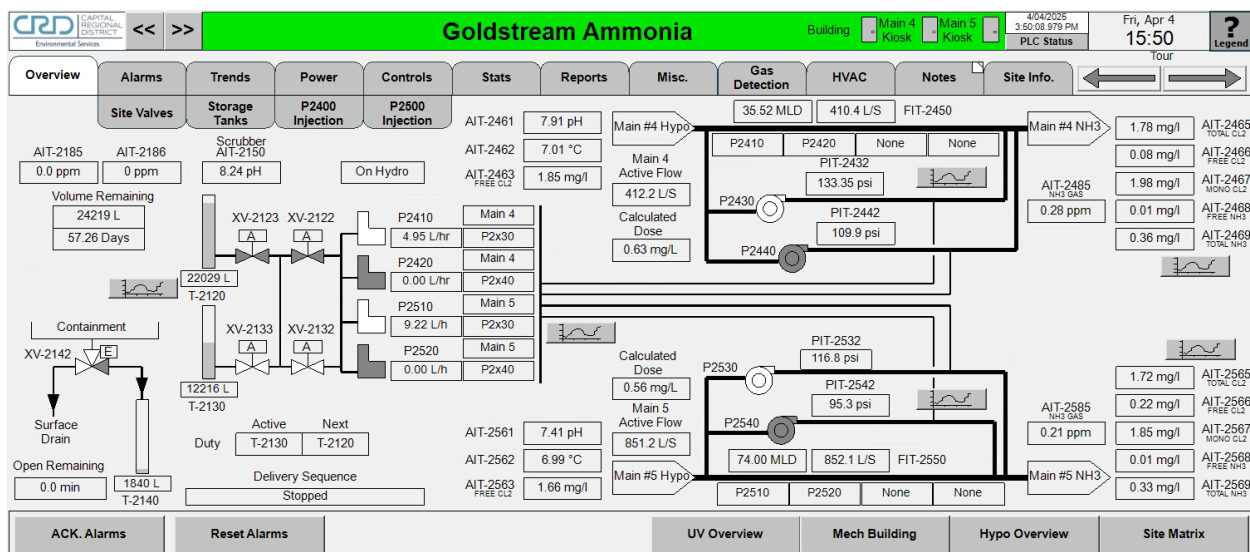 CRD CAPITAL REGIONAL DISTRICT
Environmental Services
<< >>
Goldstream Ammonia
Building Main 4 Kiosk Main 5 Kiosk
4/04/2025 3:50:08.979 PM
PLC Status
Fri, Apr 4
15:50
?
Legend
Tour
Overview Alarms Trends Power Controls Stats Reports Misc. Gas Detection HVAC Notes Site Info.
Site Valves Storage Tanks P2400 Injection P2500 Injection
AIT-2185 AIT-2186
0.0 ppm 0 ppm
Scrubber
AIT-2150
8.24 pH
On Hydro
Volume Remaining
24219 L
57.26 Days
XV-2123 XV-2122
A A
22029 L
T-2120
XV-2133 XV-2132
A A
12216 L
T-2130
P2410 Main 4
4.95 L/hr P2x30
P2420 Main 4
0.00 L/hr P2x40
P2510 Main 5
9.22 L/h P2x30
P2520 Main 5
0.00 L/h P2x40
Containment
XV-2142 E
Surface Drain
Open Remaining
0.0 min
1840 L
T-2140
Active Next
Duty T-2130 T-2120
Delivery Sequence
Stopped
AIT-2461 7.91 pH
AIT-2462 7.01 °C
AIT-2463 FREE CL2 1.85 mg/l
Main #4 Hypo
35.52 MLD 410.4 L/S FIT-2450
P2410 P2420 None None
Main #4 NH3
Main 4 Active Flow
412.2 L/S
Calculated Dose
0.63 mg/L
PIT-2432
133.35 psi
P2430
PIT-2442
109.9 psi
P2440
AIT-2485
NH3 GAS
0.28 ppm
1.78 mg/l AIT-2465 TOTAL CL2
0.08 mg/l AIT-2466 FREE CL2
1.98 mg/l AIT-2467 MONO CL2
0.01 mg/l AIT-2468 FREE NH3
0.36 mg/l AIT-2469 TOTAL NH3
Calculated Dose
0.56 mg/L
Main 5 Active Flow
851.2 L/S
PIT-2532
116.8 psi
P2530
PIT-2542
95.3 psi
P2540
AIT-2561 7.41 pH
AIT-2562 6.99 °C
AIT-2563 FREE CL2 1.66 mg/l
Main #5 Hypo
74.00 MLD 852.1 L/S FIT-2550
P2510 P2520 None None
Main #5 NH3
AIT-2585
NH3 GAS
0.21 ppm
1.72 mg/l AIT-2565 TOTAL CL2
0.22 mg/l AIT-2566 FREE CL2
1.85 mg/l AIT-2567 MONO CL2
0.01 mg/l AIT-2568 FREE NH3
0.33 mg/l AIT-2569 TOTAL NH3
ACK. Alarms Reset Alarms UV Overview Mech Building Hypo Overview Site Matrix